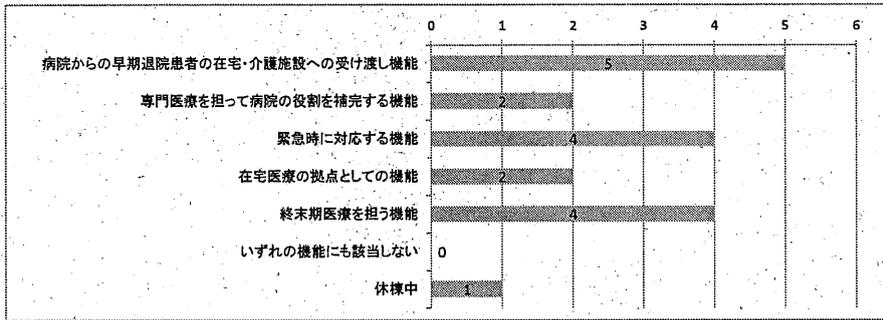 0 1 2 3 4 5 6
病院からの早期退院患者の在宅・介護施設への受け渡し機能 5
専門医療を担って病院の役割を補完する機能 2
緊急時に対応する機能 4
在宅医療の拠点としての機能 2
終末期医療を担う機能 4
いずれの機能にも該当しない 0
休棟中 1